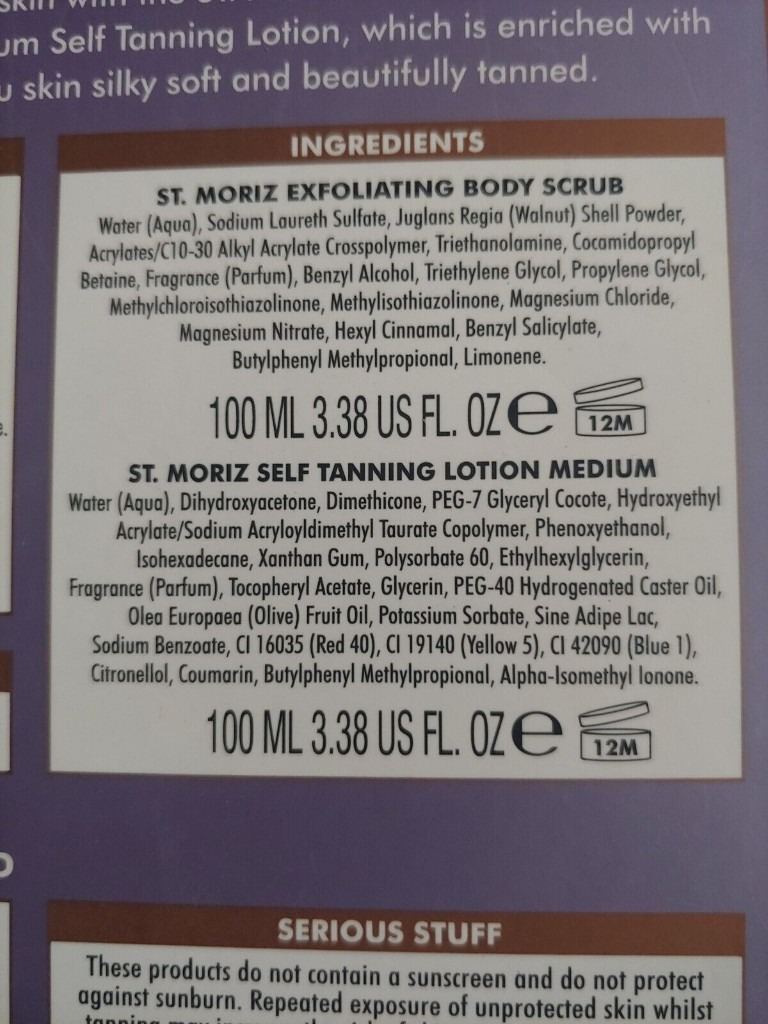 um Self Tanning Lotion, which is enriched with
u skin silky soft and beautifully tanned.
INGREDIENTS
ST. MORIZ EXFOLIATING BODY SCRUB
Water (Aqua), Sodium Laureth Sulfate, Juglans Regia (Walnut) Shell Powder,
Acrylates/C10-30 Alkyl Acrylate Crosspolymer, Triethanolamine, Cocamidopropyl
Betaine, Fragrance (Parfum), Benzyl Alcohol, Triethylene Glycol, Propylene Glycol,
Methylchloroisothiazolinone, Methylisothiazolinone, Magnesium Chloride,
Magnesium Nitrate, Hexyl Cinnamal, Benzyl Salicylate,
Butylphenyl Methylpropional, Limonene.
100 ML 3.38 US FL. OZ e 12M
ST. MORIZ SELF TANNING LOTION MEDIUM
Water (Aqua), Dihydroxyacetone, Dimethicone, PEG-7 Glyceryl Cocote, Hydroxyethyl
Acrylate/Sodium Acryloyldimethyl Taurate Copolymer, Phenoxyethanol,
Isohexadecane, Xanthan Gum, Polysorbate 60, Ethylhexylglycerin,
Fragrance (Parfum), Tocopheryl Acetate, Glycerin, PEG-40 Hydrogenated Caster Oil,
Olea Europaea (Olive) Fruit Oil, Potassium Sorbate, Sine Adipe Lac,
Sodium Benzoate, CI 16035 (Red 40), CI 19140 (Yellow 5), CI 42090 (Blue 1),
Citronellol, Coumarin, Butylphenyl Methylpropional, Alpha-Isomethyl Ionone.
100 ML 3.38 US FL. OZ e 12M
SERIOUS STUFF
These products do not contain a sunscreen and do not protect
against sunburn. Repeated exposure of unprotected skin whilst